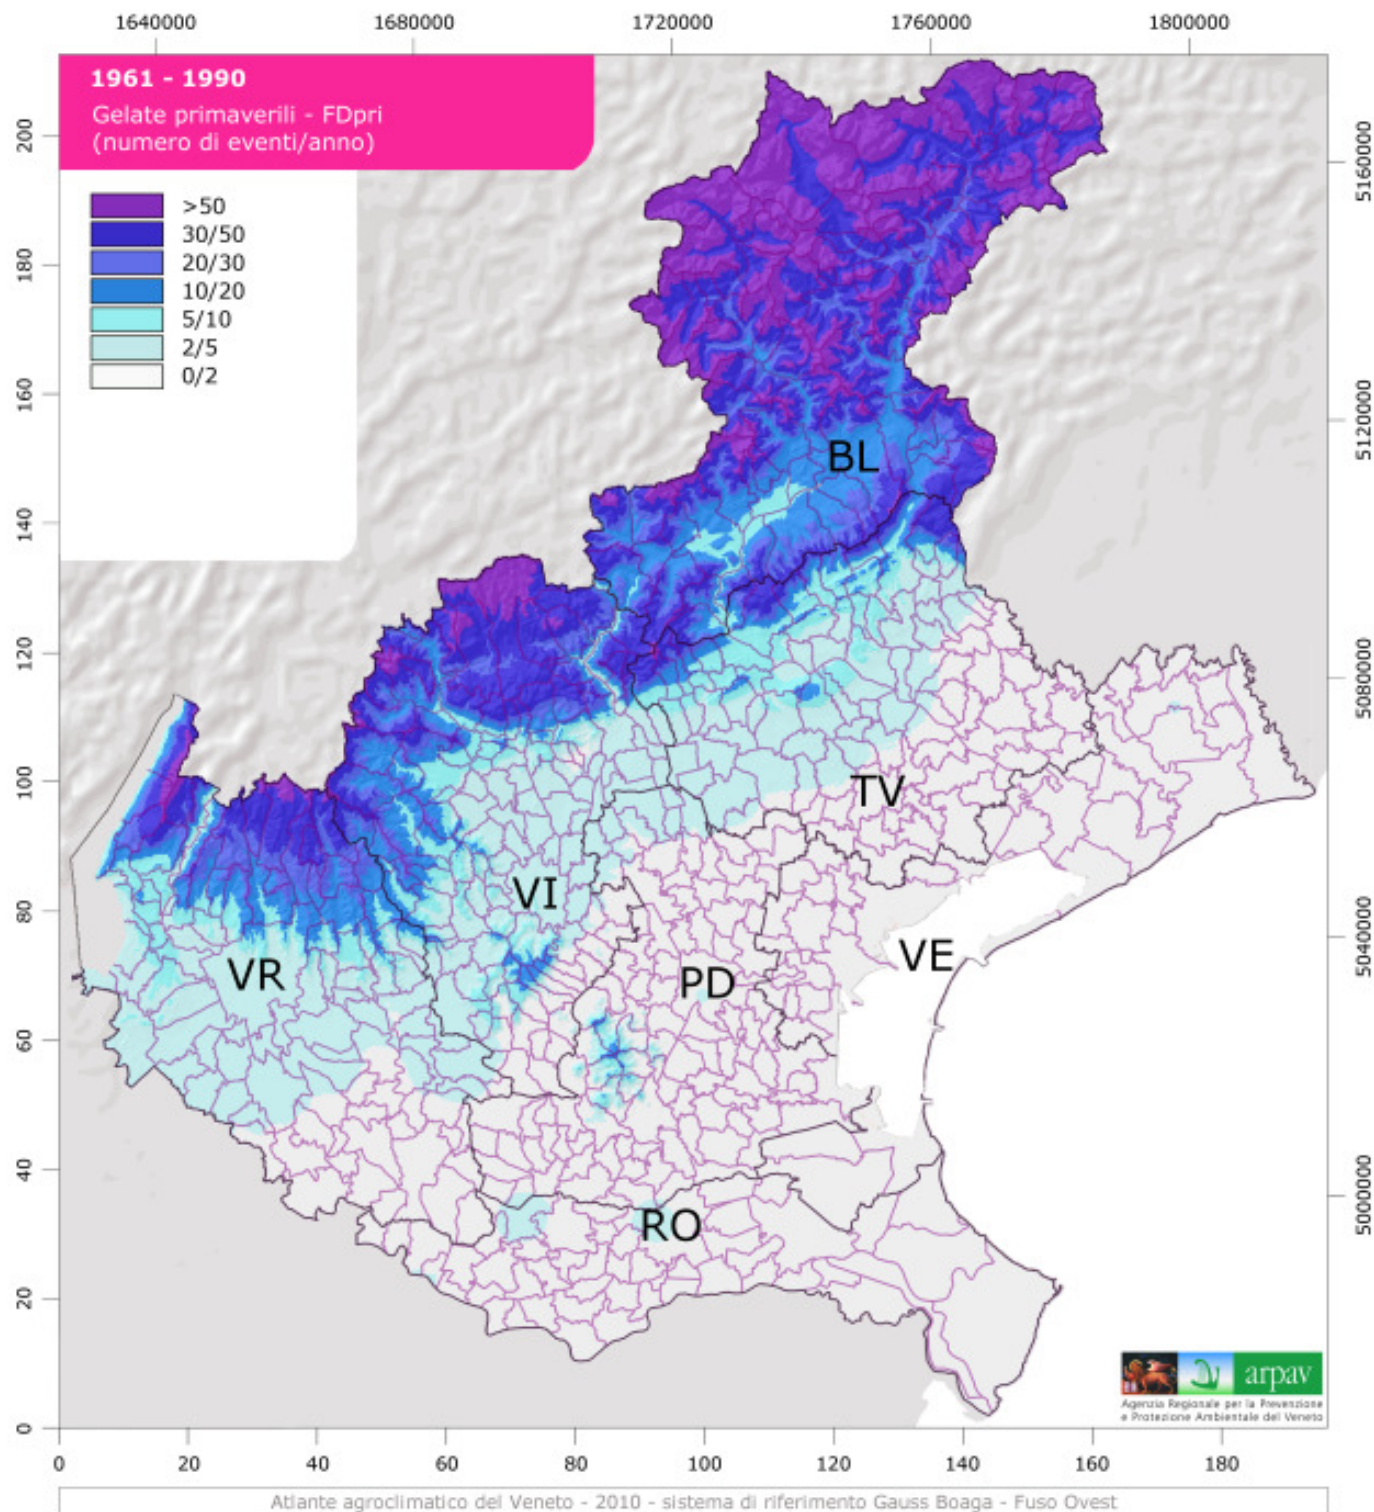 1640000 1680000 1720000 1760000 1800000
1961 - 1990
Gelate primaverili - FDpri
(numero di eventi/anno)
>50
30/50
20/30
10/20
5/10
2/5
0/2
200
180
160
140
120
100
80
60
40
20
0
5160000
5120000
5080000
5040000
5000000
BL
TV
VI
VE
VR
PD
RO
arpav
Agenzia Regionale per la Prevenzione
e Protezione Ambientale del Veneto
0 20 40 60 80 100 120 140 160 180
Atlante agroclimatico del Veneto - 2010 - sistema di riferimento Gauss Boaga - Fuso Ovest